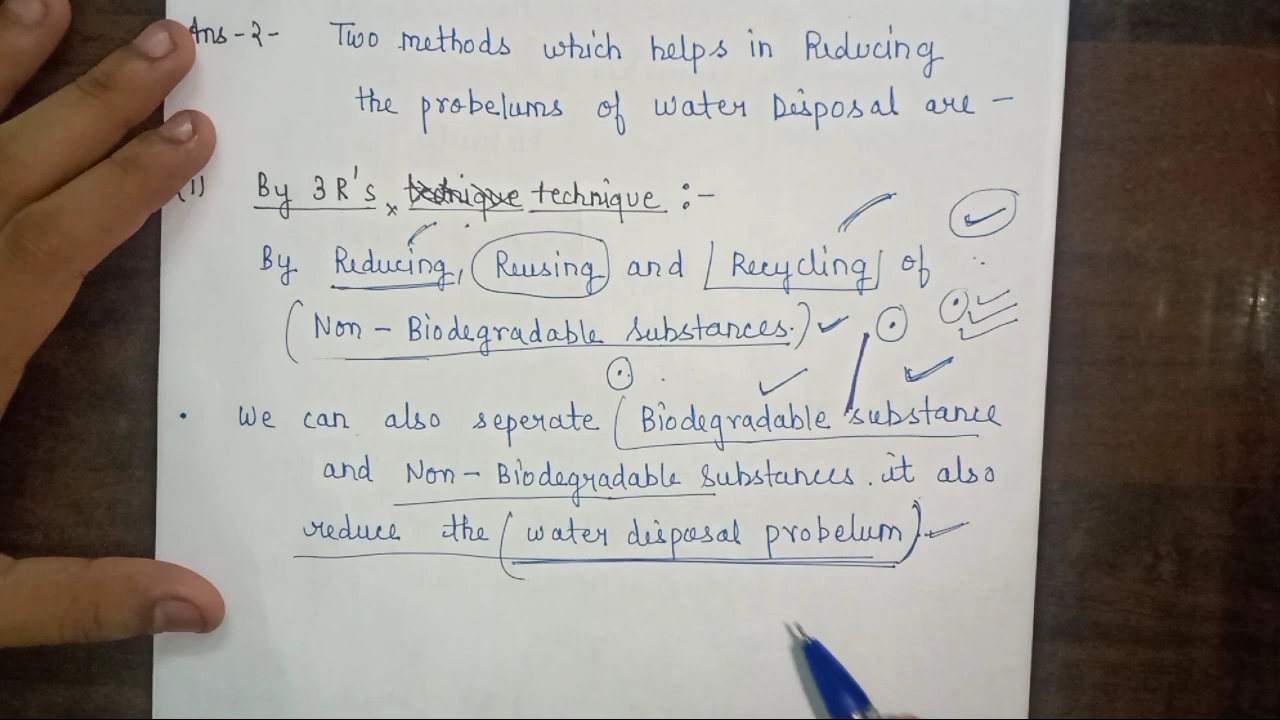 Ans-2- Two methods which helps in Reducing
the probelums of water Disposal are -
(1) By 3R's technique :-
By Reducing, (Reusing) and [Recycling] of
(Non-Biodegradable substances.)
• we can also seperate (Biodegradable substance
and Non-Biodegradable substances. it also
reduce the (water disposal probelum).